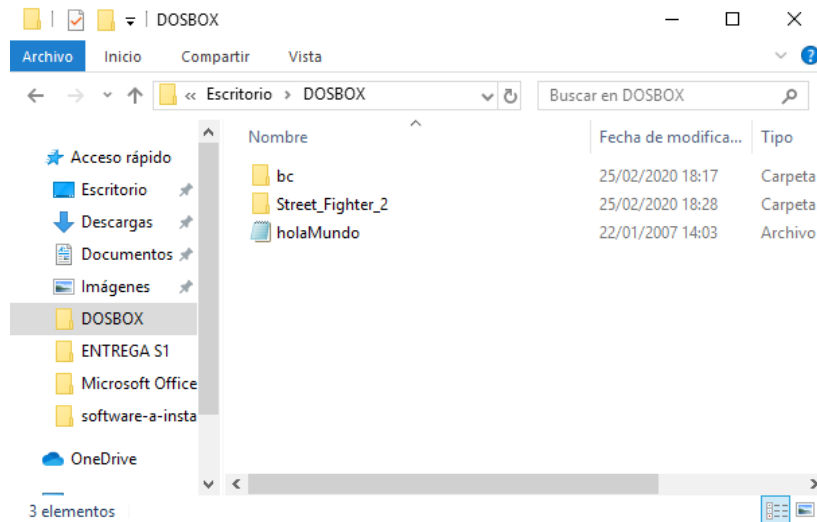 DOSBOX
Archivo Inicio Compartir Vista
« Escritorio > DOSBOX Buscar en DOSBOX
Nombre Fecha de modifica... Tipo
Acceso rápido
Escritorio
Descargas
Documentos
Imágenes
DOSBOX
ENTREGA S1
Microsoft Office
software-a-insta
OneDrive
bc 25/02/2020 18:17 Carpeta
Street_Fighter_2 25/02/2020 18:28 Carpeta
holaMundo 22/01/2007 14:03 Archivo
3 elementos